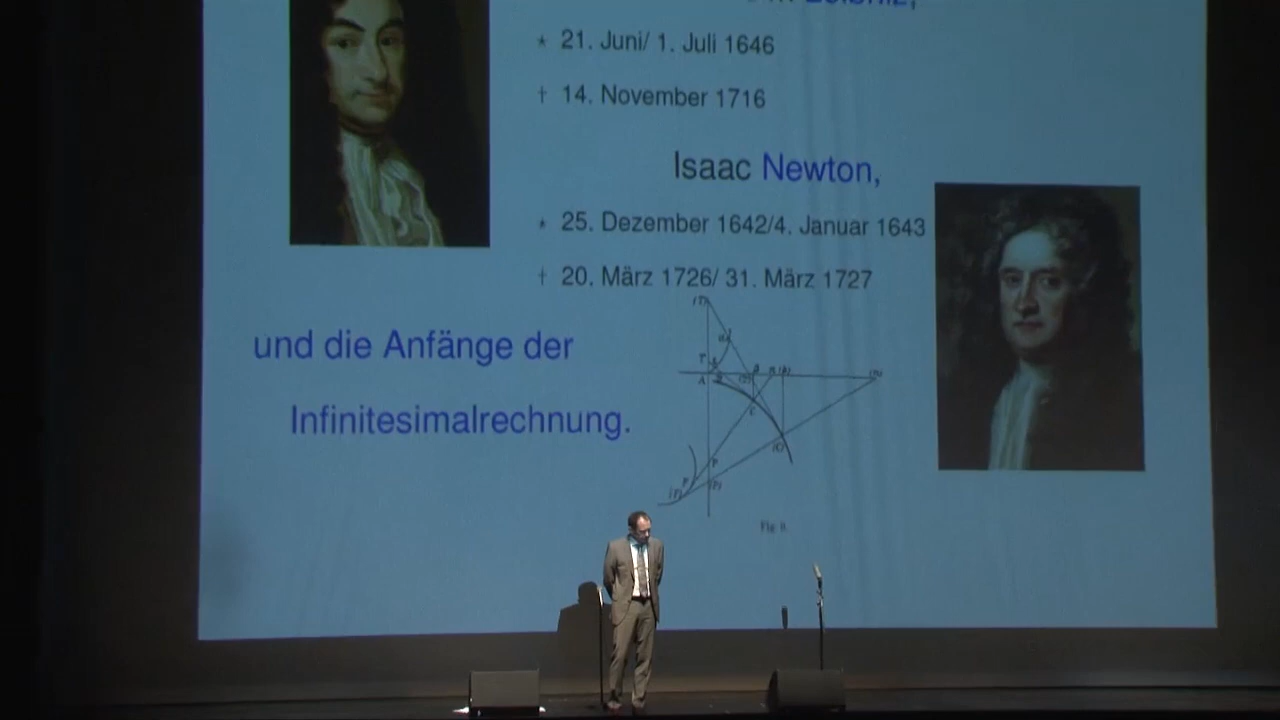 Leibniz,
* 21. Juni/ 1. Juli 1646
† 14. November 1716
Isaac Newton,
* 25. Dezember 1642/4. Januar 1643
† 20. März 1726/ 31. März 1727
und die Anfänge der
Infinitesimalrechnung.